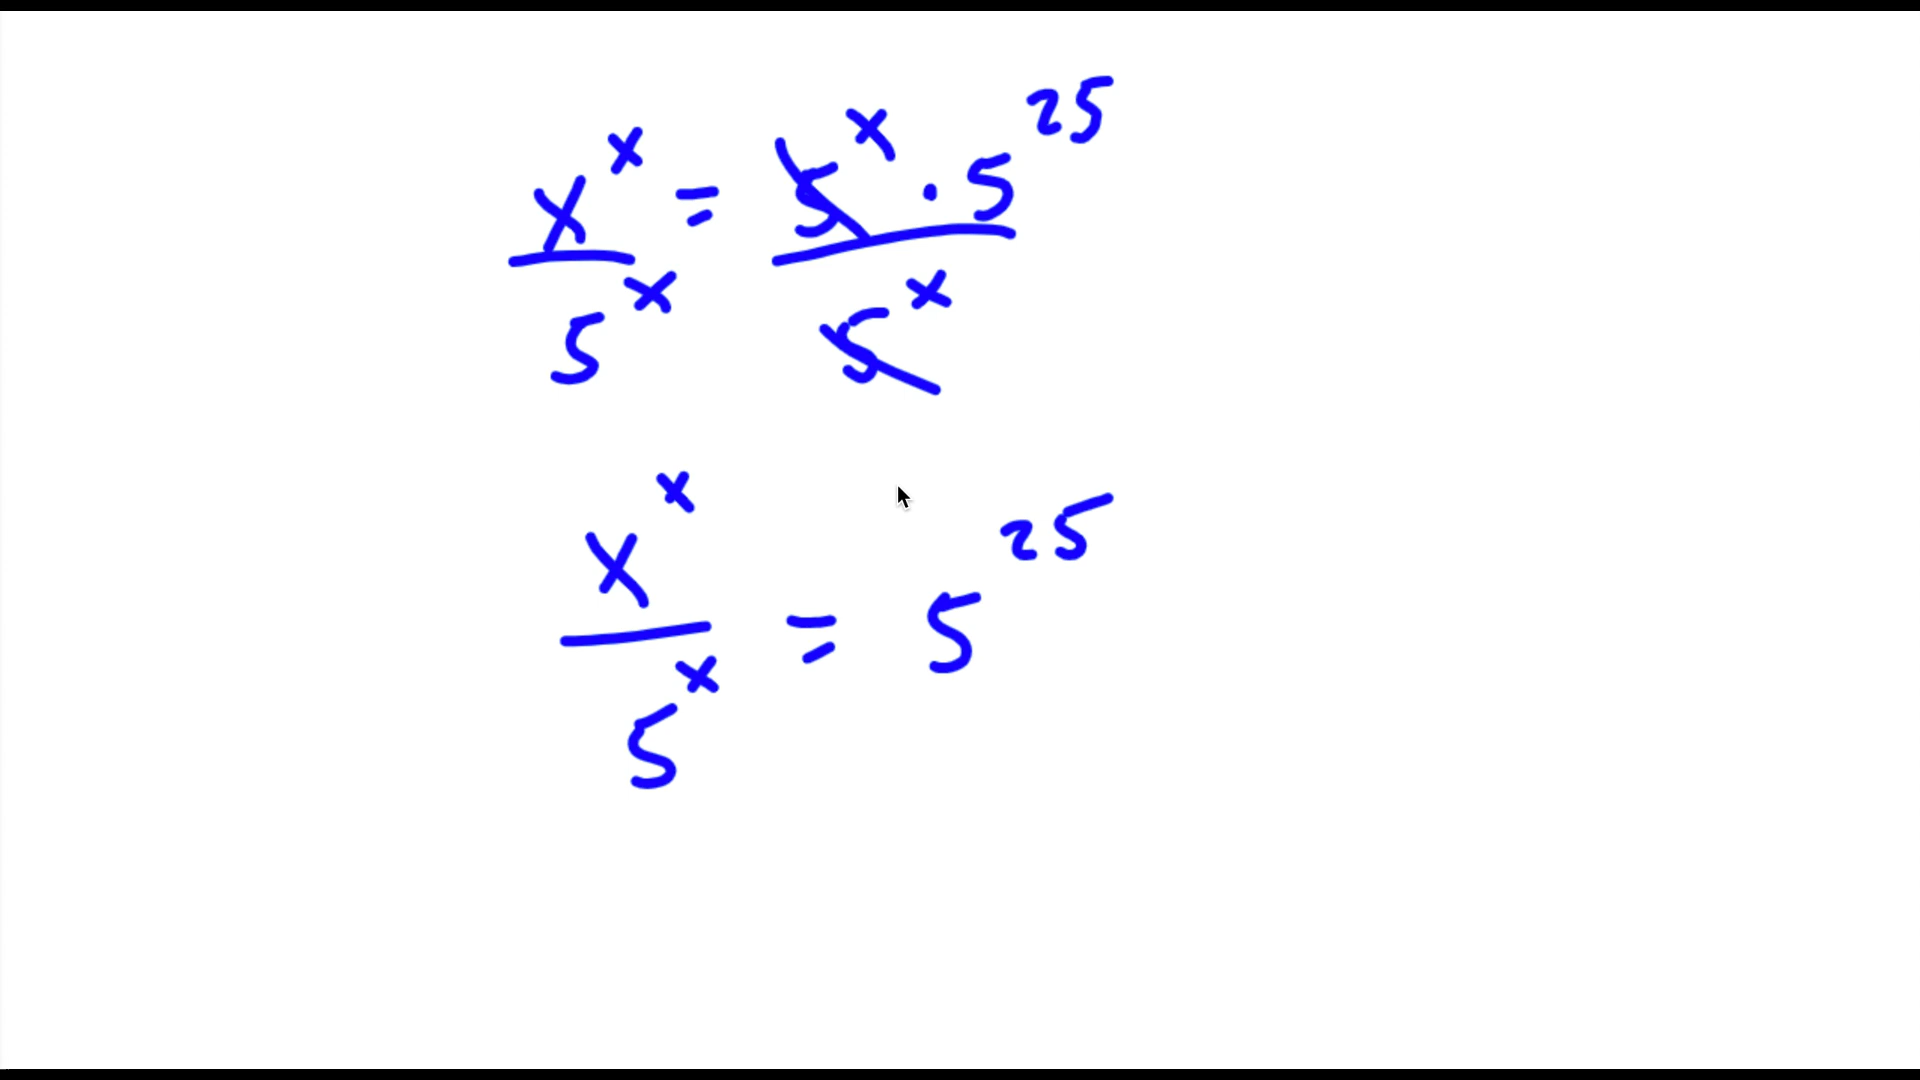 x^x / 5^x = 5^x · 5^25 / 5^x
x^x / 5^x = 5^25